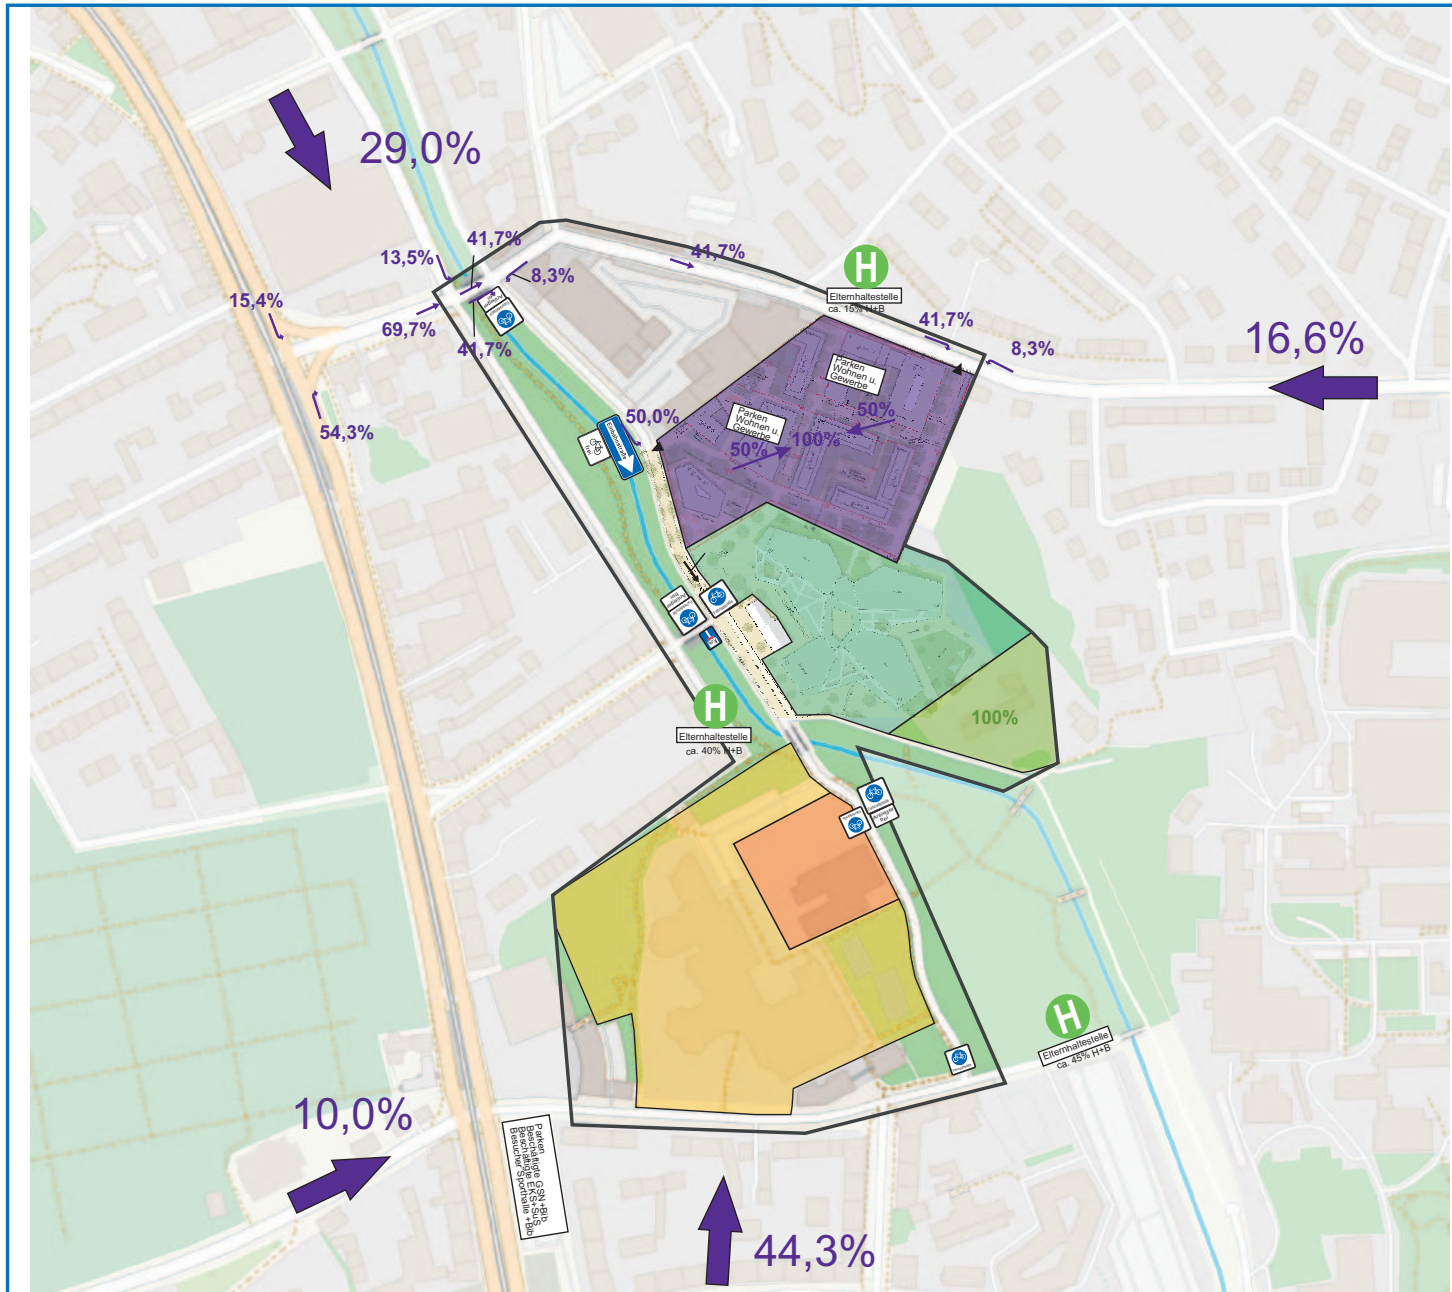 29,0%
41,7%
13,5%
8,3%
15,4%
69,7%
41,7%
54,3%
41,7%
H
Elternhaltestelle
ca. 15% H+B
41,7%
8,3%
16,6%
Parken
Wohnen u.
Gewerbe
Parken
Wohnen u.
Gewerbe
50%
100%
50%
50,0%
Einbahnstraße
frei
H
Elternhaltestelle
ca. 40% H+B
100%
H
Elternhaltestelle
ca. 45% H+B
10,0%
Parken
Beschäftigte GSN+Bib
Beschäftigte EKS+SuS
Besucher Sporthalle +Bib
44,3%